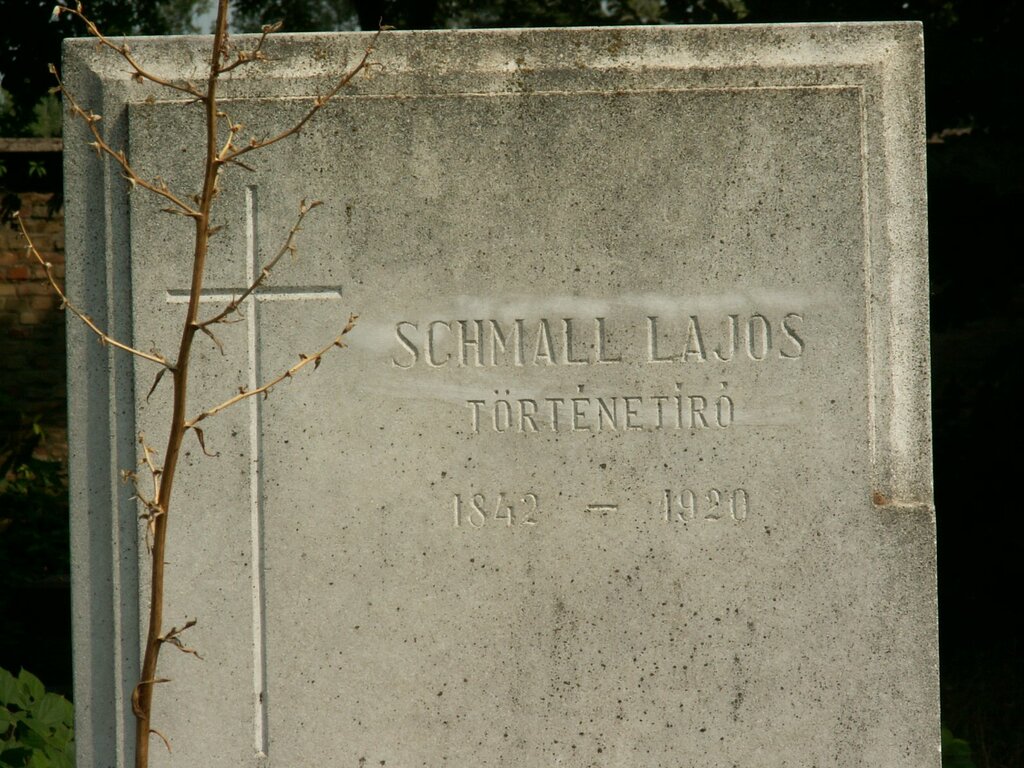 SCHMALL LAJOS
TÖRTÉNETÍRÓ
1842 – 1920